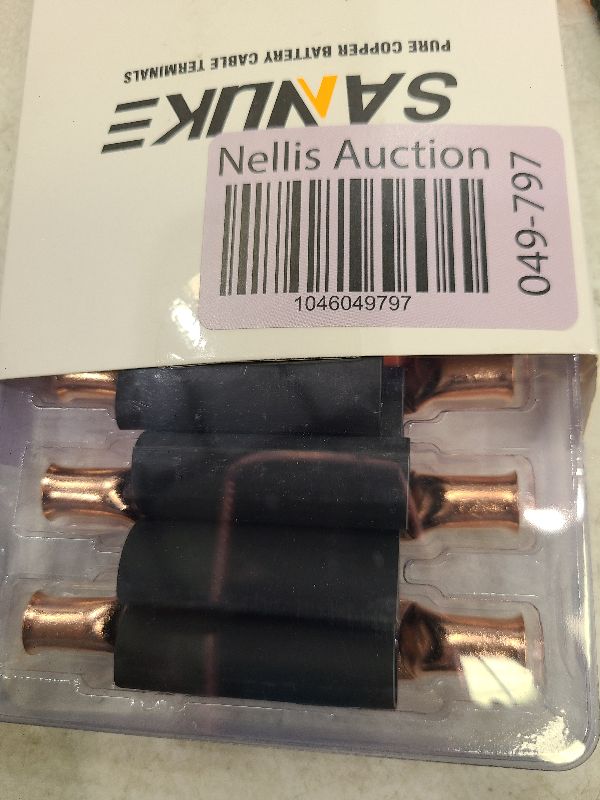 PURE COPPER BATTERY CABLE TERMINALS
SANUKE
Nellis Auction
1046049797
049-797